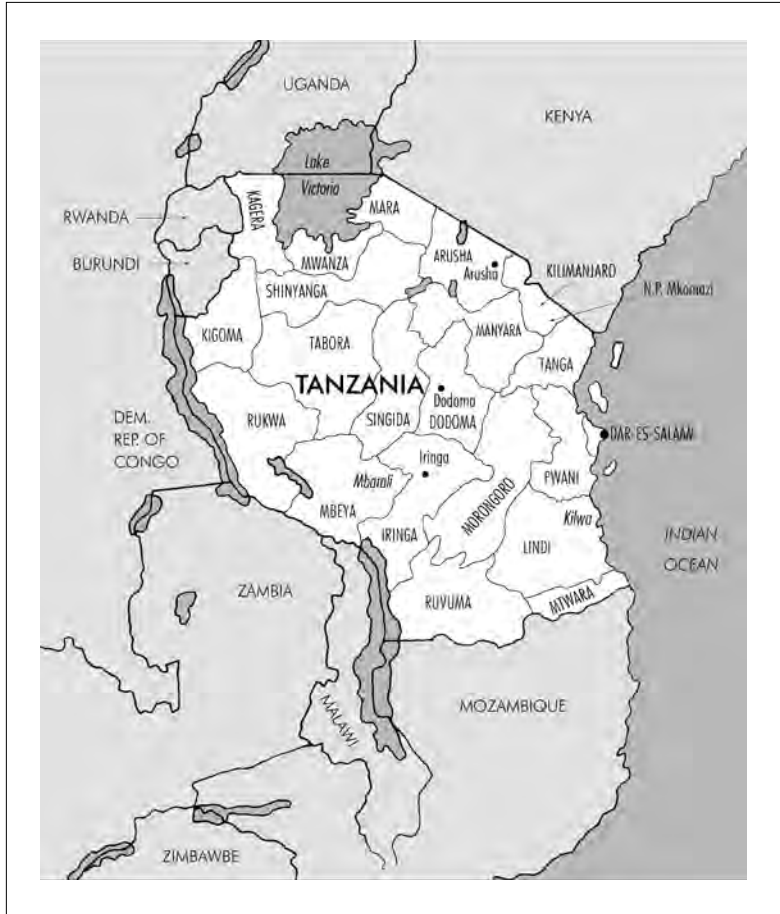 UGANDA
KENYA
Lake
Victoria
KAGERA
MARA
RWANDA
BURUNDI
MWANZA
ARUSHA
Arusha
KILIMANJARO
N.P. Mkomazi
SHINYANGA
KIGOMA
TABORA
MANYARA
TANGA
TANZANIA
Dodoma
DODOMA
SINGIDA
RUKWA
DEM.
REP. OF
CONGO
DAR-ES-SALAAM
Iringa
Mbarali
PWANI
MBEYA
MORONGORO
Kilwa
IRINGA
LINDI
INDIAN
OCEAN
ZAMBIA
RUVUMA
MTWARA
MALAWI
MOZAMBIQUE
ZIMBAWBE